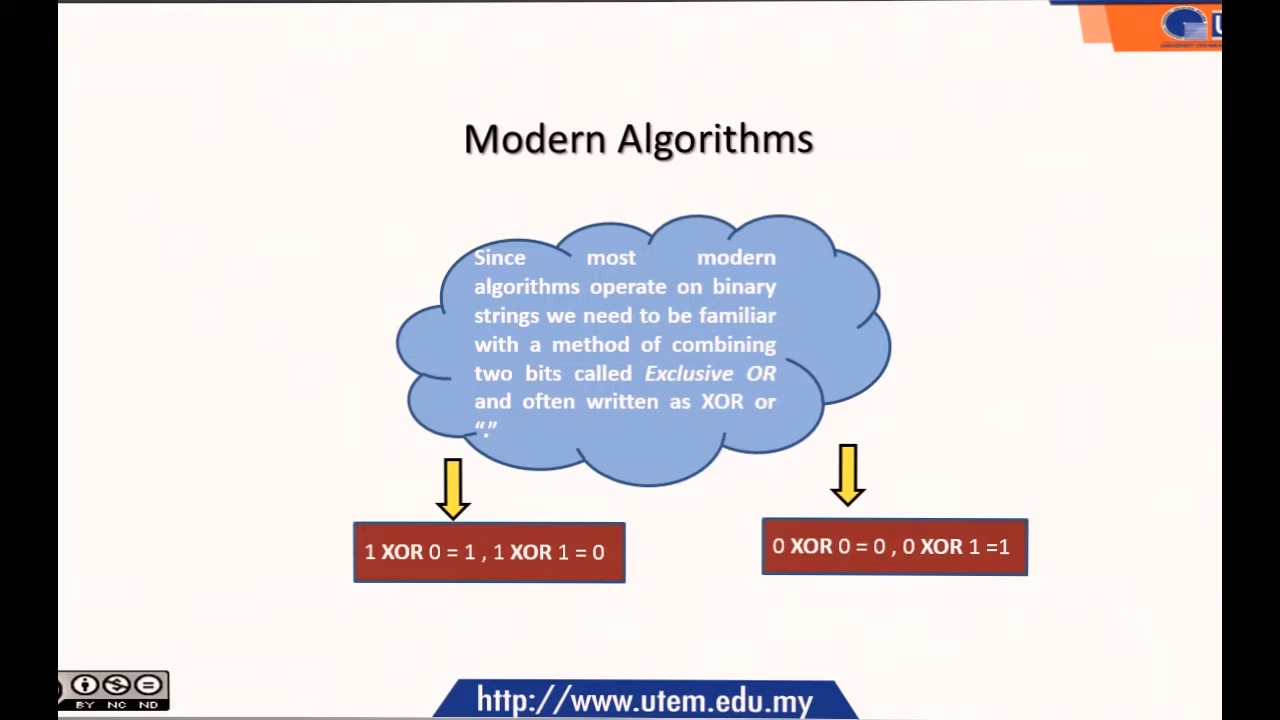 Modern Algorithms
Since most modern
algorithms operate on binary
strings we need to be familiar
with a method of combining
two bits called Exclusive OR
and often written as XOR or
“.”
1 XOR 0 = 1 , 1 XOR 1 = 0
0 XOR 0 = 0 , 0 XOR 1 =1
BY NC ND
http://www.utem.edu.my